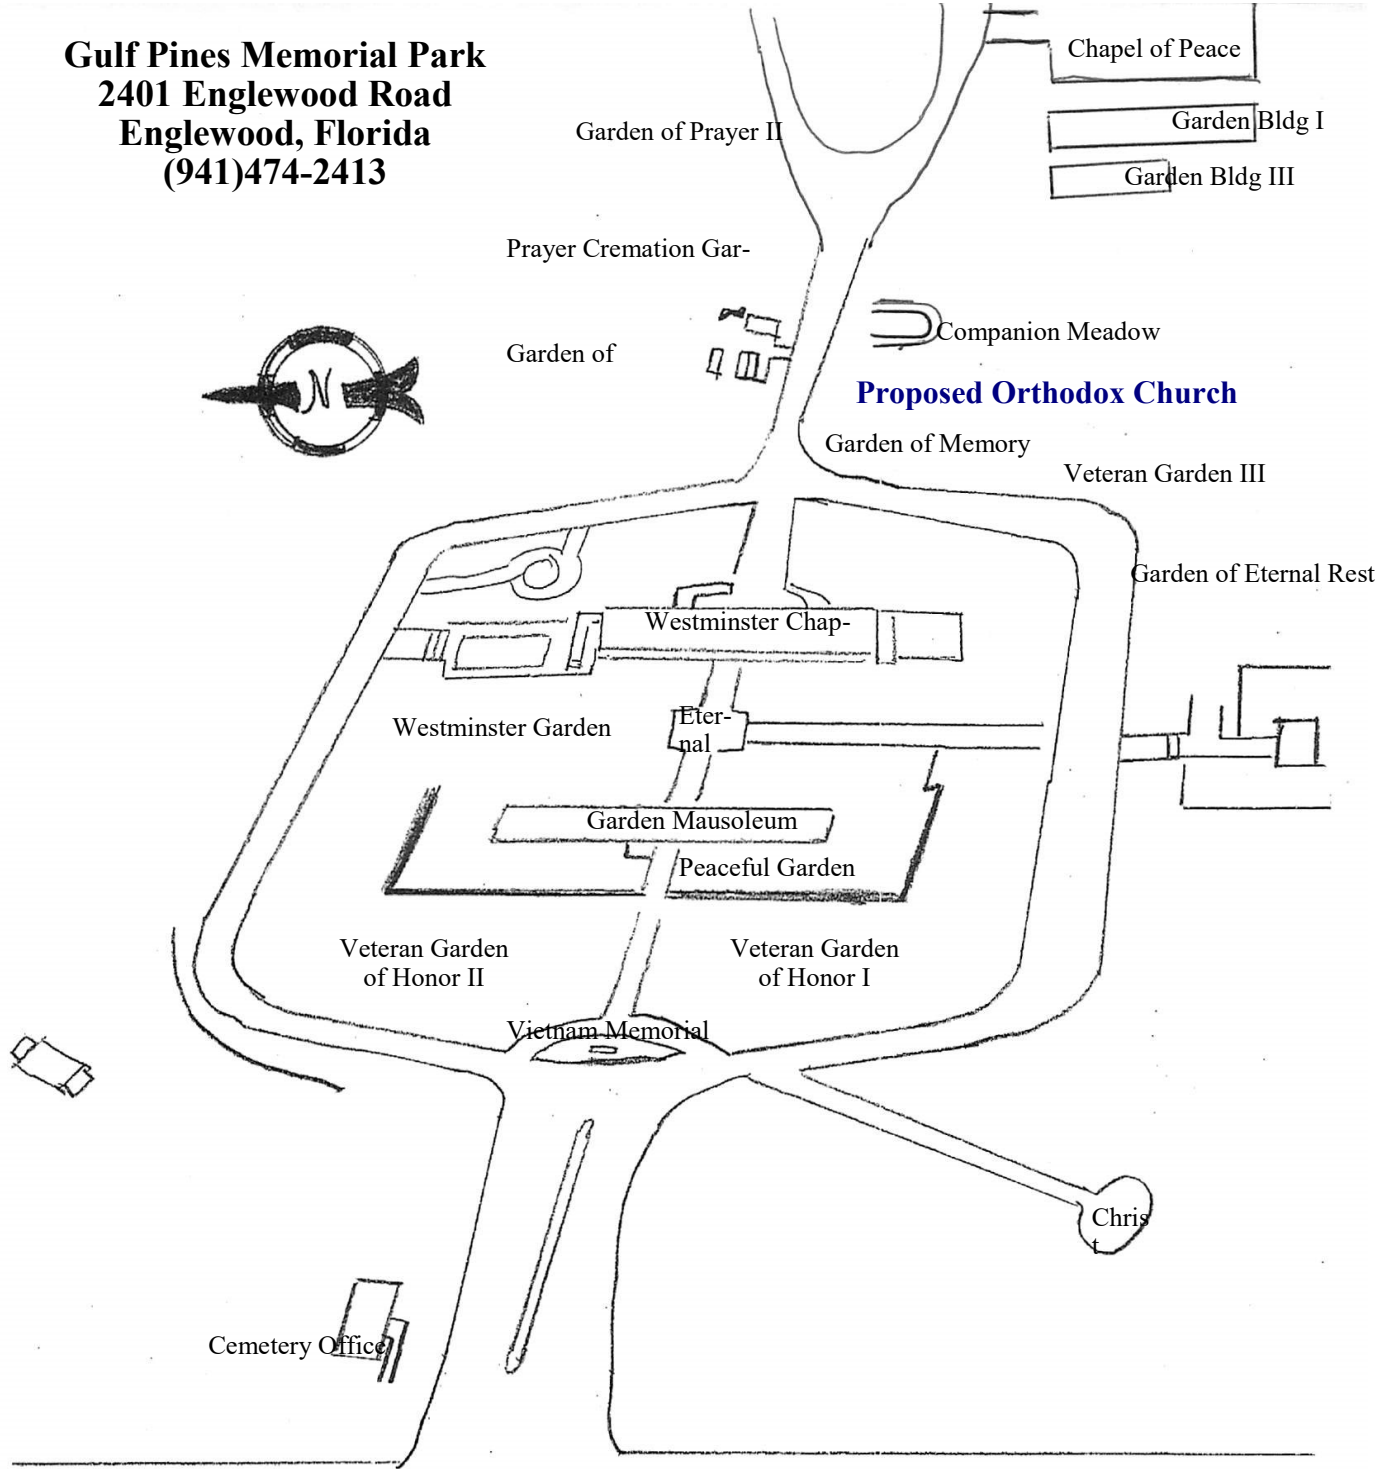 Gulf Pines Memorial Park
2401 Englewood Road
Englewood, Florida
(941)474-2413
Chapel of Peace
Garden Bldg I
Garden of Prayer II
Garden Bldg III
Prayer Cremation Gar-
Companion Meadow
Garden of
N
Proposed Orthodox Church
Garden of Memory
Veteran Garden III
Garden of Eternal Rest
Westminster Chap-
Westminster Garden
Eter-
nal
Garden Mausoleum
Peaceful Garden
Veteran Garden
of Honor II
Veteran Garden
of Honor I
Vietnam Memorial
Chris
t
Cemetery Office